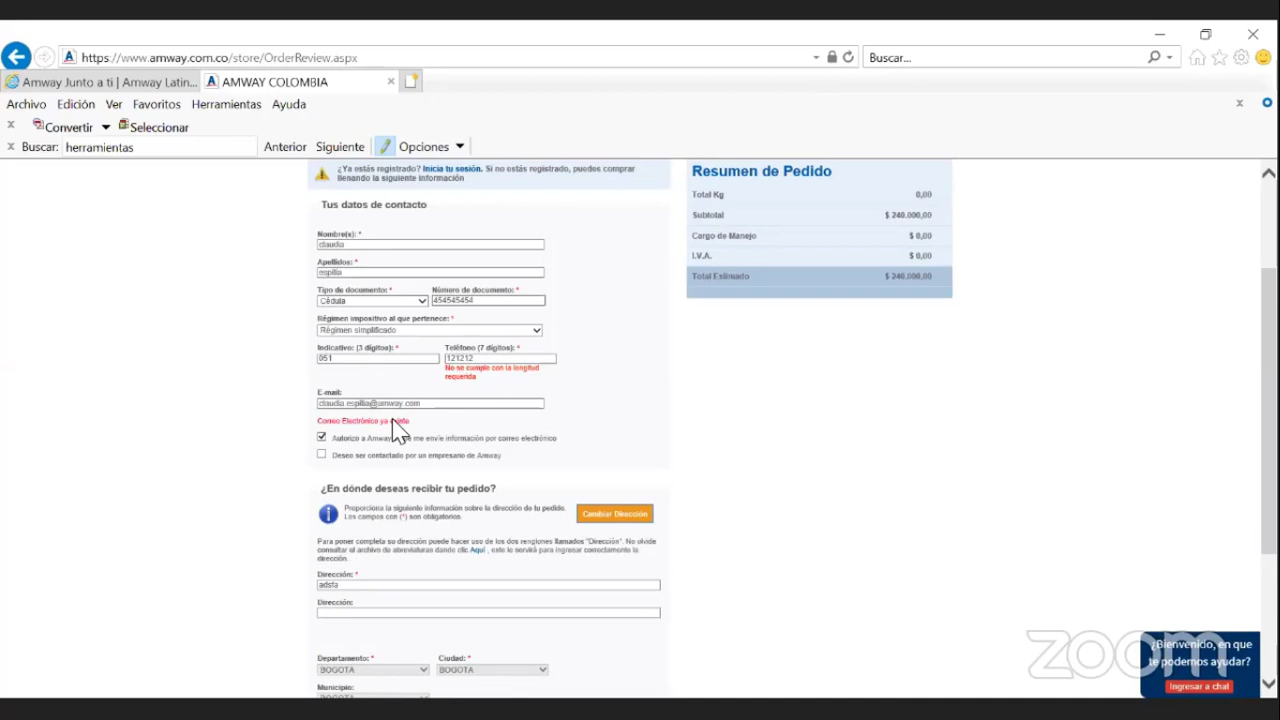 https://www.amway.com.co/store/OrderReview.aspx
Buscar...
Amway Junto a ti | Amway Latin...
AMWAY COLOMBIA
Archivo Edición Ver Favoritos Herramientas Ayuda
Convertir Seleccionar
Buscar: herramientas Anterior Siguiente Opciones
¿Ya estás registrado? Inicia tu sesión. Si no estás registrado, puedes comprar
llenando la siguiente información
Tus datos de contacto
Nombre(s): *
claudia
Apellidos: *
espilla
Tipo de documento: * Número de documento: *
Cédula 454545454
Régimen impositivo al que pertenece: *
Régimen simplificado
Indicativo: (3 dígitos): * Teléfono (7 dígitos): *
051 121212
No se cumple con la longitud
requerida
E-mail:
claudia.espillia@amway.com
Correo Electrónico ya
Autorizo a Amway me envíe información por correo electrónico
Deseo ser contactado por un empresario de Amway
¿En dónde deseas recibir tu pedido?
Proporciona la siguiente información sobre la dirección de tu pedido.
Los campos con (*) son obligatorios.
Cambiar Dirección
Para poner completa su dirección puede hacer uso de los dos renglones llamados "Dirección". No olvide
consultar el archivo de abreviaturas dando clic Aquí , este le servirá para ingresar correctamente la
dirección.
Dirección: *
adsfa
Dirección:
Departamento: * Ciudad: *
BOGOTA BOGOTA
Municipio:
Resumen de Pedido
Total Kg 0,00
Subtotal $ 240.000,00
Cargo de Manejo $ 0,00
I.V.A. $ 0,00
Total Estimado $ 240.000,00
zoom
¿Bienvenido, en que
te podemos ayudar?
Ingresar a chat